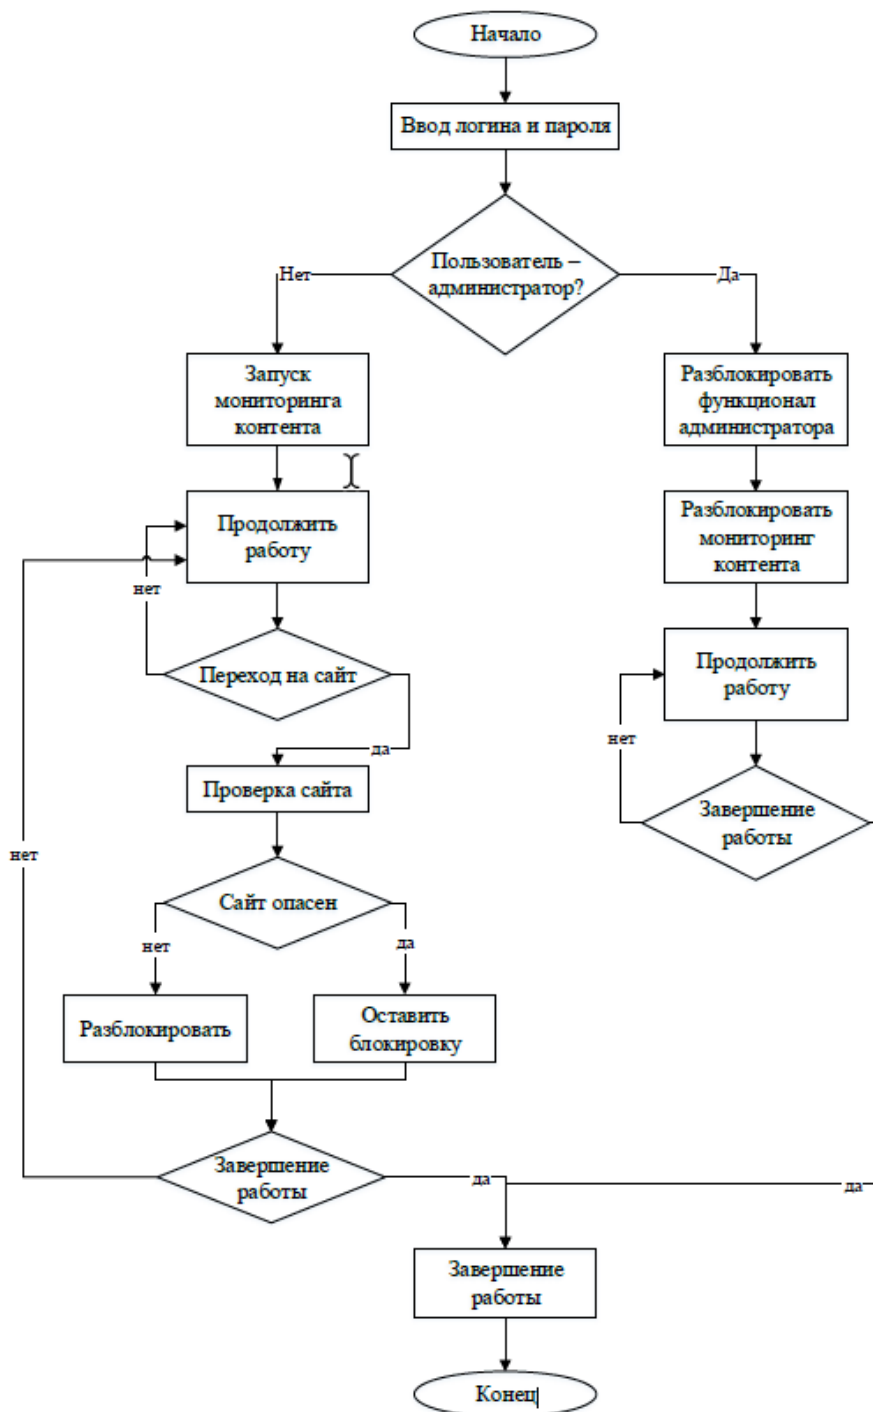 Начало
Ввод логина и пароля
Пользователь –
администратор?
Нет
Да
Запуск
мониторинга
контента
Разблокировать
функционал
администратора
Продолжить
работу
Разблокировать
мониторинг
контента
нет
Переход на сайт
Продолжить
работу
да
нет
Проверка сайта
Завершение
работы
нет
Сайт опасен
нет
да
Разблокировать
Оставить
блокировку
Завершение
работы
да
да
Завершение
работы
Конец